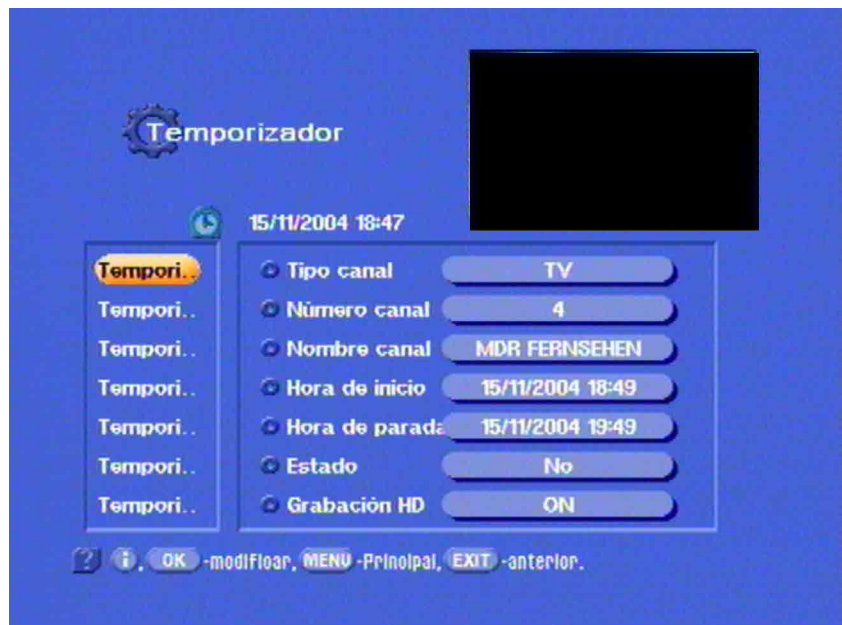 Temporizador
15/11/2004 18:47
Tempori..
Tipo canal
TV
Tempori..
Número canal
4
Tempori..
Nombre canal
MDR FERNSEHEN
Tempori..
Hora de inicio
15/11/2004 18:49
Tempori..
Hora de parada
15/11/2004 19:49
Tempori..
Estado
No
Tempori..
Grabación HD
ON
? i, OK -modificar, MENU -Principal, EXIT -anterior.